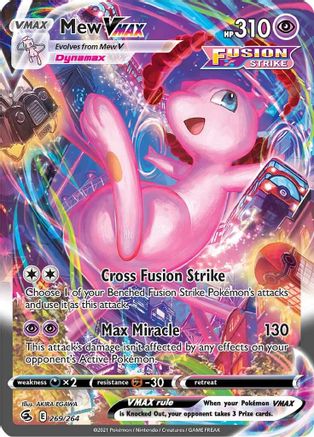 VMAX Mew VMAX HP 310
Evolves from Mew V
Dynamax
FUSION
STRIKE
Cross Fusion Strike
Choose 1 of your Benched Fusion Strike Pokémon's attacks
and use it as this attack.
Max Miracle 130
This attack's damage isn't affected by any effects on your
opponent's Active Pokémon.
weakness ×2 resistance -30 retreat
Illus. AKIRA EGAWA
E 269/264
VMAX rule
When your Pokémon VMAX
is Knocked Out, your opponent takes 3 Prize cards.
©2021 Pokémon / Nintendo / Creatures / GAME FREAK